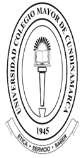 UNIVERSIDAD COLEGIO MAYOR DE CUNDINAMARCA
1945
ETICA - SERVICIO - SABER